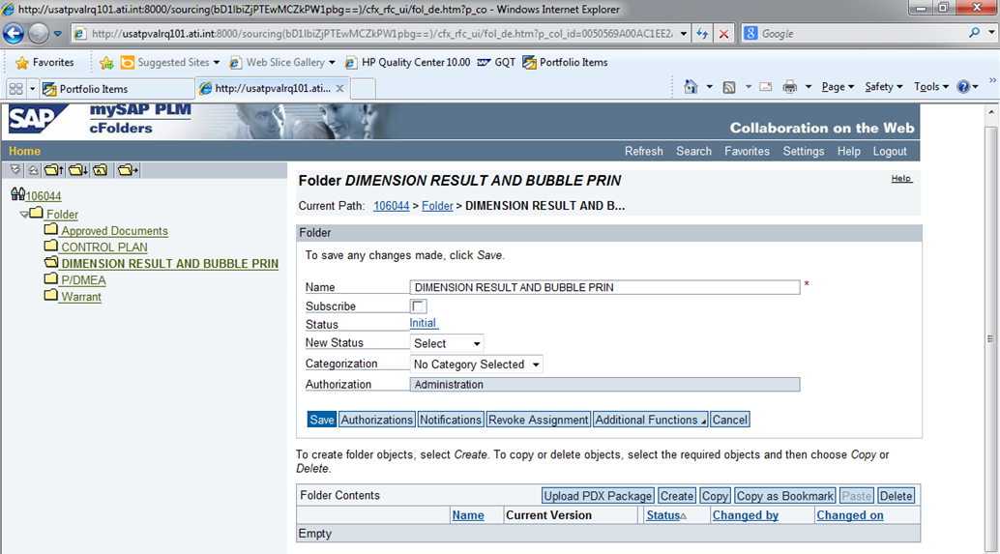 http://usatpvalrq101.ati.int:8000/sourcing(bD1lbiZjPTEwMCZkPW1pbg==)/cfx_rfc_ui/fol_de.htm?p_co - Windows Internet Explorer
http://usatpvalrq101.ati.int:8000/sourcing(bD1lbiZjPTEwMCZkPW1pbg==)/cfx_rfc_ui/fol_de.htm?p_col_id=0050569A00AC1EE2
Google
Favorites
Suggested Sites
Web Slice Gallery
HP Quality Center 10.00
GQT
Portfolio Items
Portfolio Items
http://usatpvalrq101.ati....
Page
Safety
Tools
SAP
mySAP PLM
cFolders
Collaboration on the Web
Home
Refresh Search Favorites Settings Help Logout
106044
Folder
Approved Documents
CONTROL PLAN
DIMENSION RESULT AND BUBBLE PRIN
P/DMEA
Warrant
Folder DIMENSION RESULT AND BUBBLE PRIN
Help
Current Path: 106044 > Folder > DIMENSION RESULT AND B...
Folder
To save any changes made, click Save.
Name DIMENSION RESULT AND BUBBLE PRIN *
Subscribe
Status Initial
New Status Select
Categorization No Category Selected
Authorization Administration
Save Authorizations Notifications Revoke Assignment Additional Functions Cancel
To create folder objects, select Create. To copy or delete objects, select the required objects and then choose Copy or
Delete.
Folder Contents Upload PDX Package Create Copy Copy as Bookmark Paste Delete
Name Current Version Status Changed by Changed on
Empty